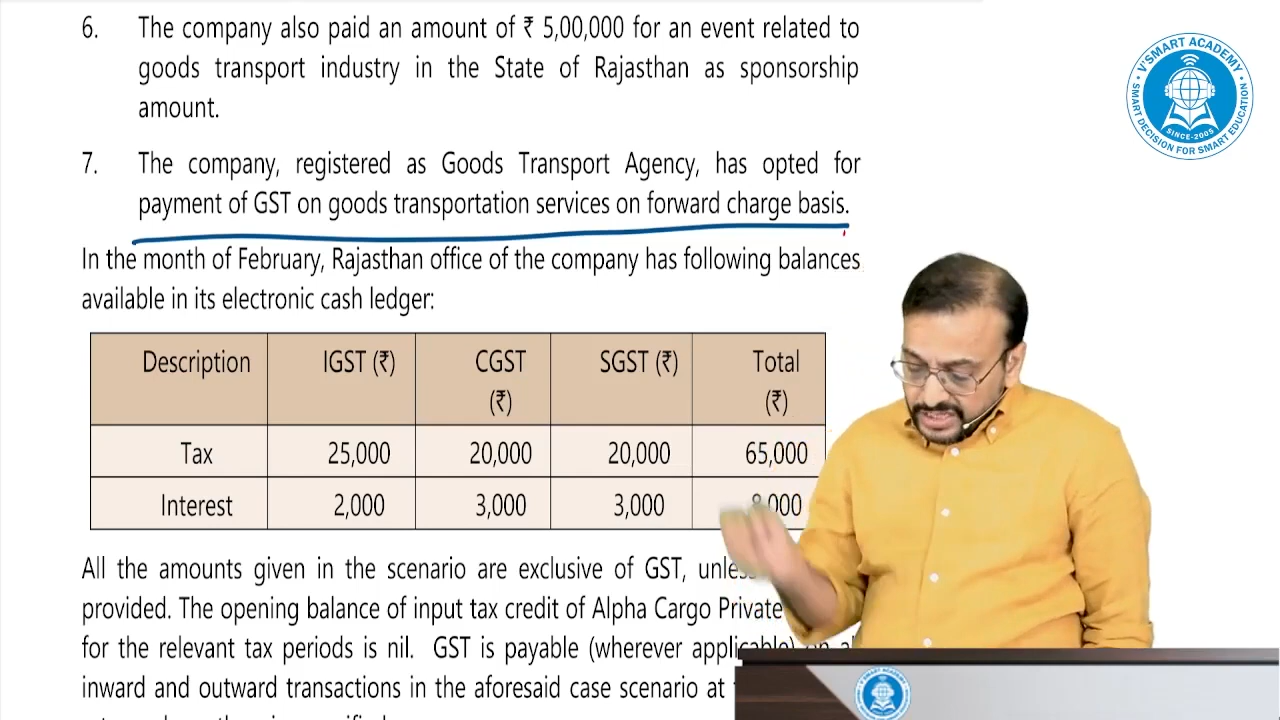 6. The company also paid an amount of ₹ 5,00,000 for an event related to
goods transport industry in the State of Rajasthan as sponsorship
amount.
7. The company, registered as Goods Transport Agency, has opted for
payment of GST on goods transportation services on forward charge basis.
In the month of February, Rajasthan office of the company has following balances
available in its electronic cash ledger:
Description IGST (₹) CGST (₹) SGST (₹) Total (₹)
Tax 25,000 20,000 20,000 65,000
Interest 2,000 3,000 3,000 8,000
All the amounts given in the scenario are exclusive of GST,
provided. The opening balance of input tax credit of Alpha Cargo Private
for the relevant tax periods is nil. GST is payable (wherever applicable)
inward and outward transactions in the aforesaid case scenario at
V'SMART ACADEMY
SMART DECISION FOR SMART EDUCATION
SINCE-2005